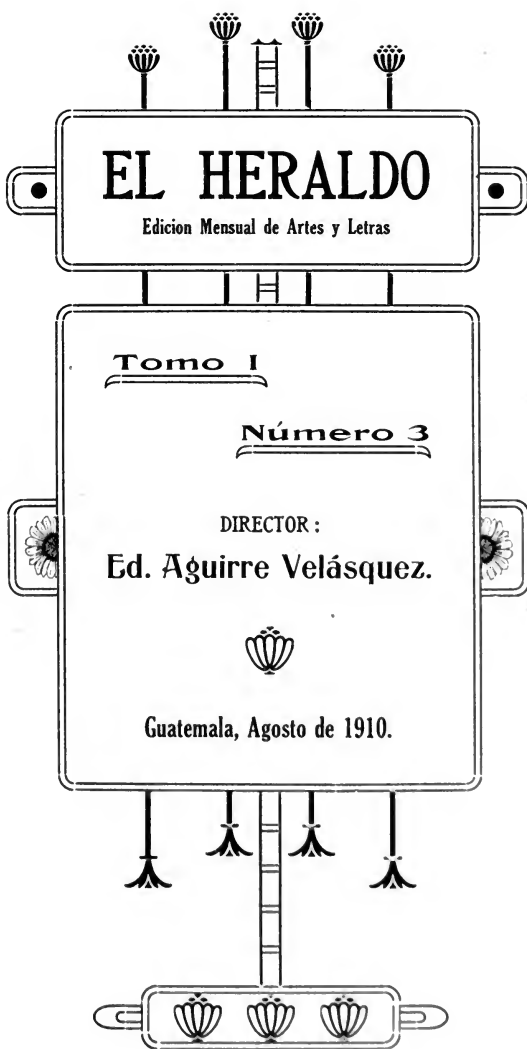 EL HERALDO
Edicion Mensual de Artes y Letras
Tomo I
Número 3
DIRECTOR:
Ed. Aguirre Velásquez.
Guatemala, Agosto de 1910.